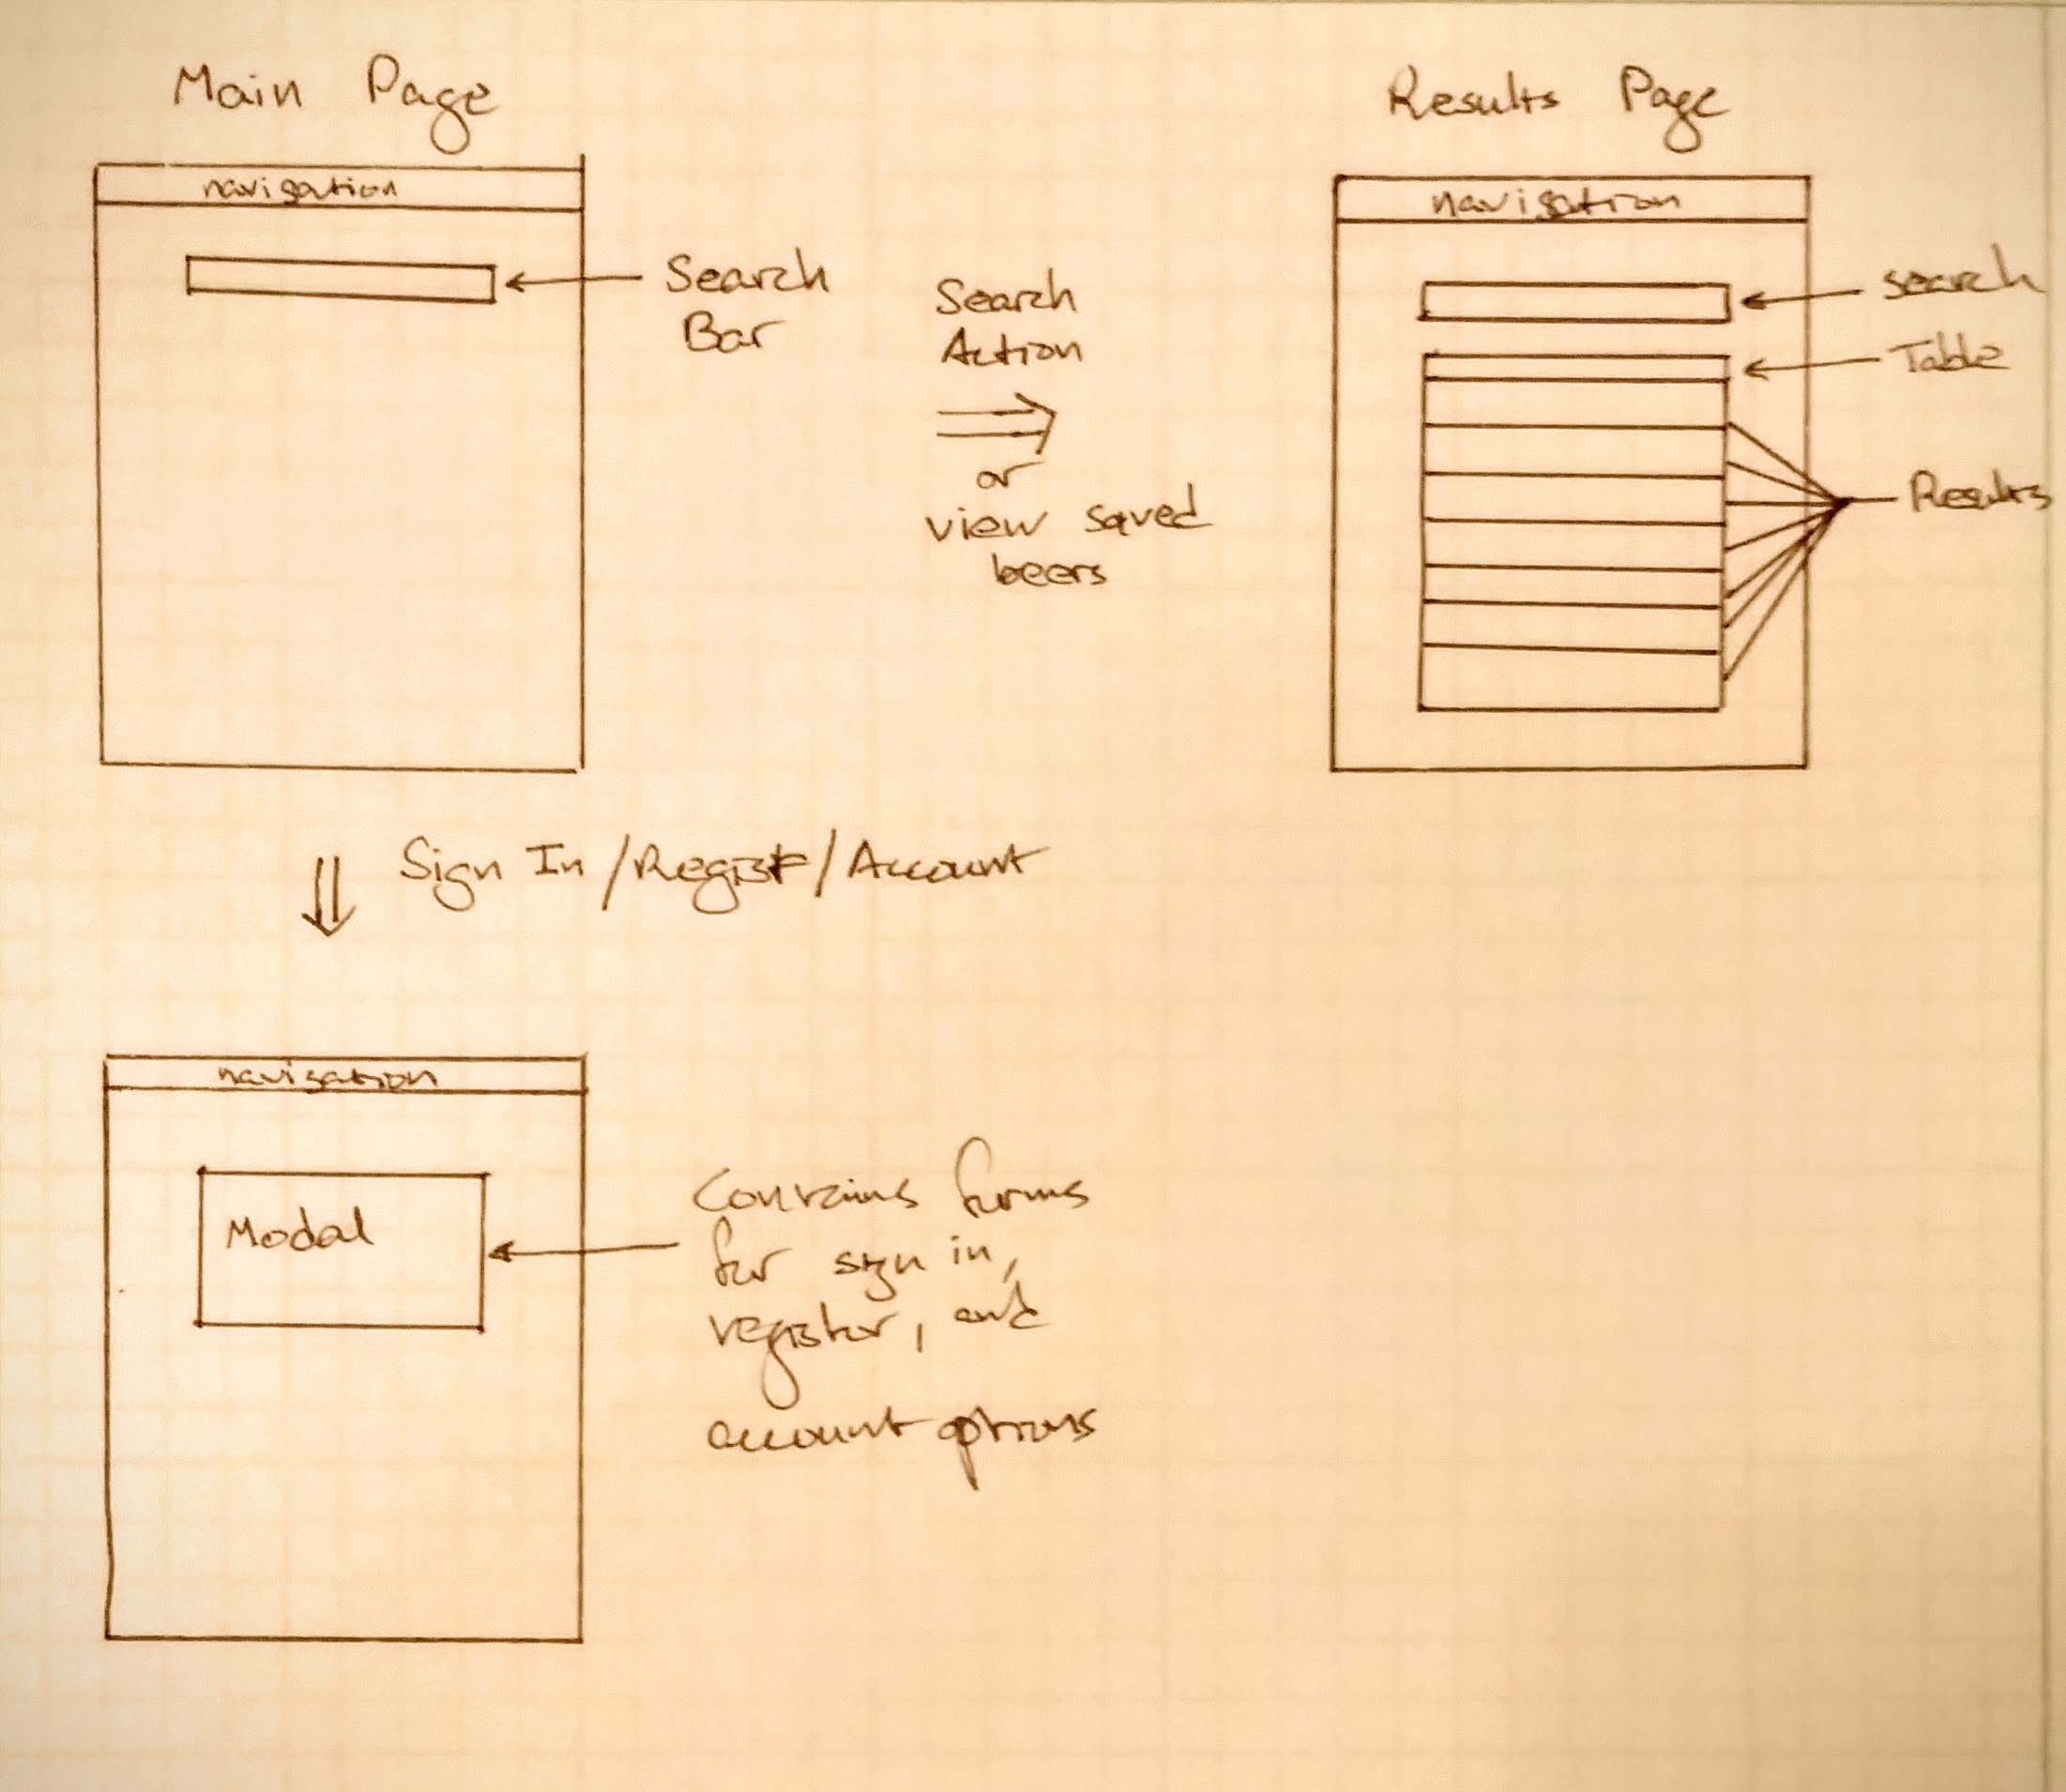 Main Page
navigation
Search
Bar
Search
Action
or
view saved
beers
Results Page
navigation
search
Table
Results
Sign In / Regist / Account
navigation
Modal
Contains forms
for sign in,
register, and
account options